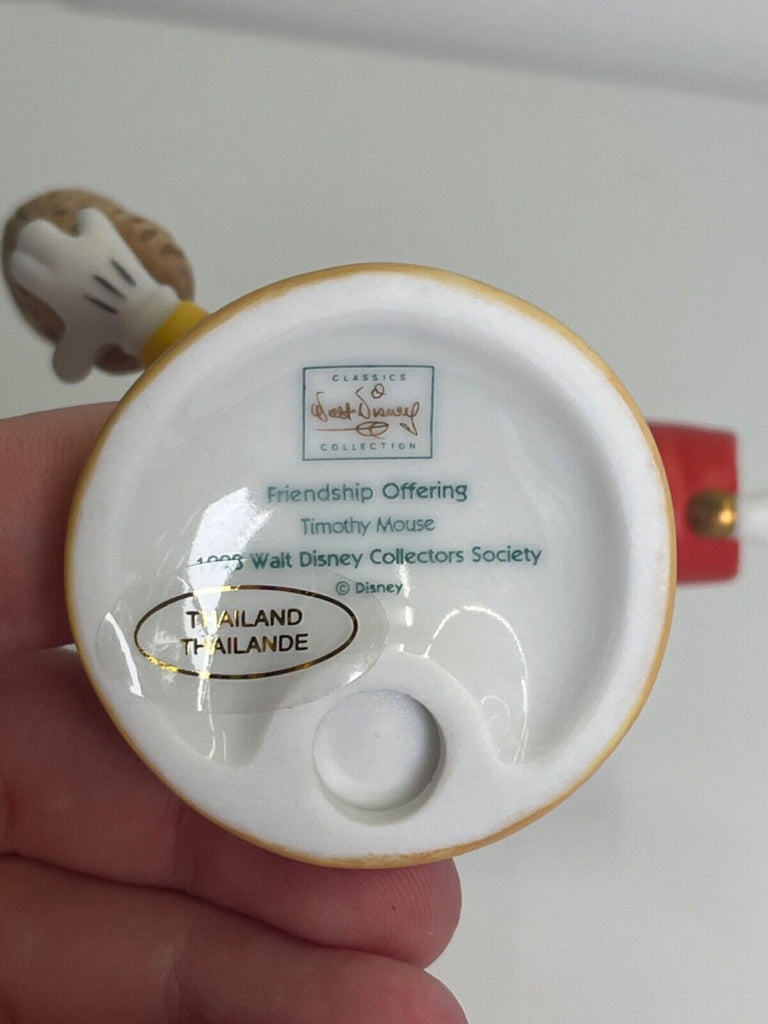 CLASSICS
Walt Disney
COLLECTION
Friendship Offering
Timothy Mouse
Walt Disney Collectors Society
© Disney
THAILAND
THAILANDE